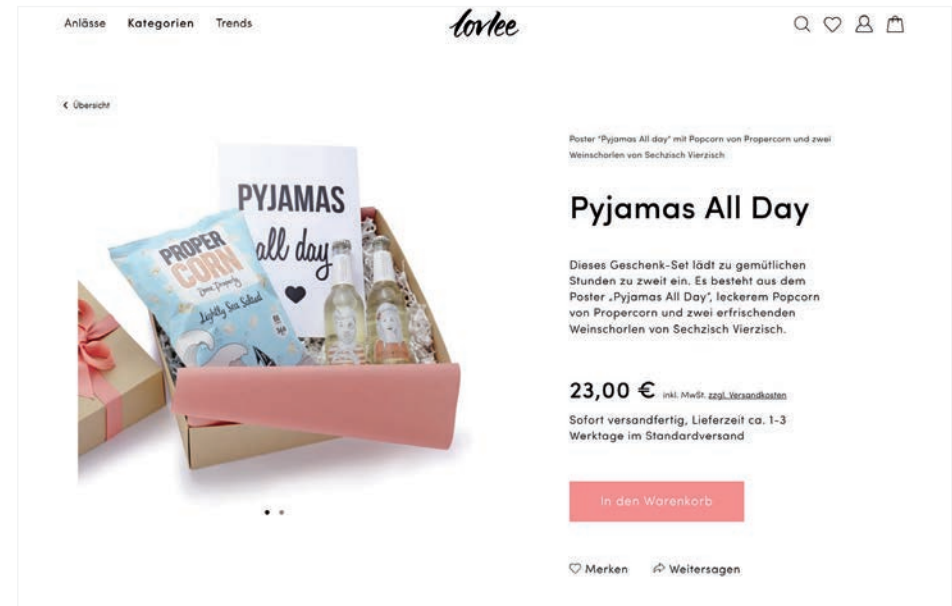 Anlässe Kategorien Trends
lovlee
Übersicht
PYJAMAS
all day
PROPER
CORN
Done Properly
Lightly Sea Salted
Poster "Pyjamas All day" mit Popcorn von Propercorn und zwei
Weinschorlen von Sechzisch Vierzisch
Pyjamas All Day
Dieses Geschenk-Set lädt zu gemütlichen
Stunden zu zweit ein. Es besteht aus dem
Poster „Pyjamas All Day“, leckerem Popcorn
von Propercorn und zwei erfrischenden
Weinschorlen von Sechzisch Vierzisch.
23,00 € inkl. MwSt. zzgl. Versandkosten
Sofort versandfertig, Lieferzeit ca. 1-3
Werktage im Standardversand
In den Warenkorb
Merken Weitersagen